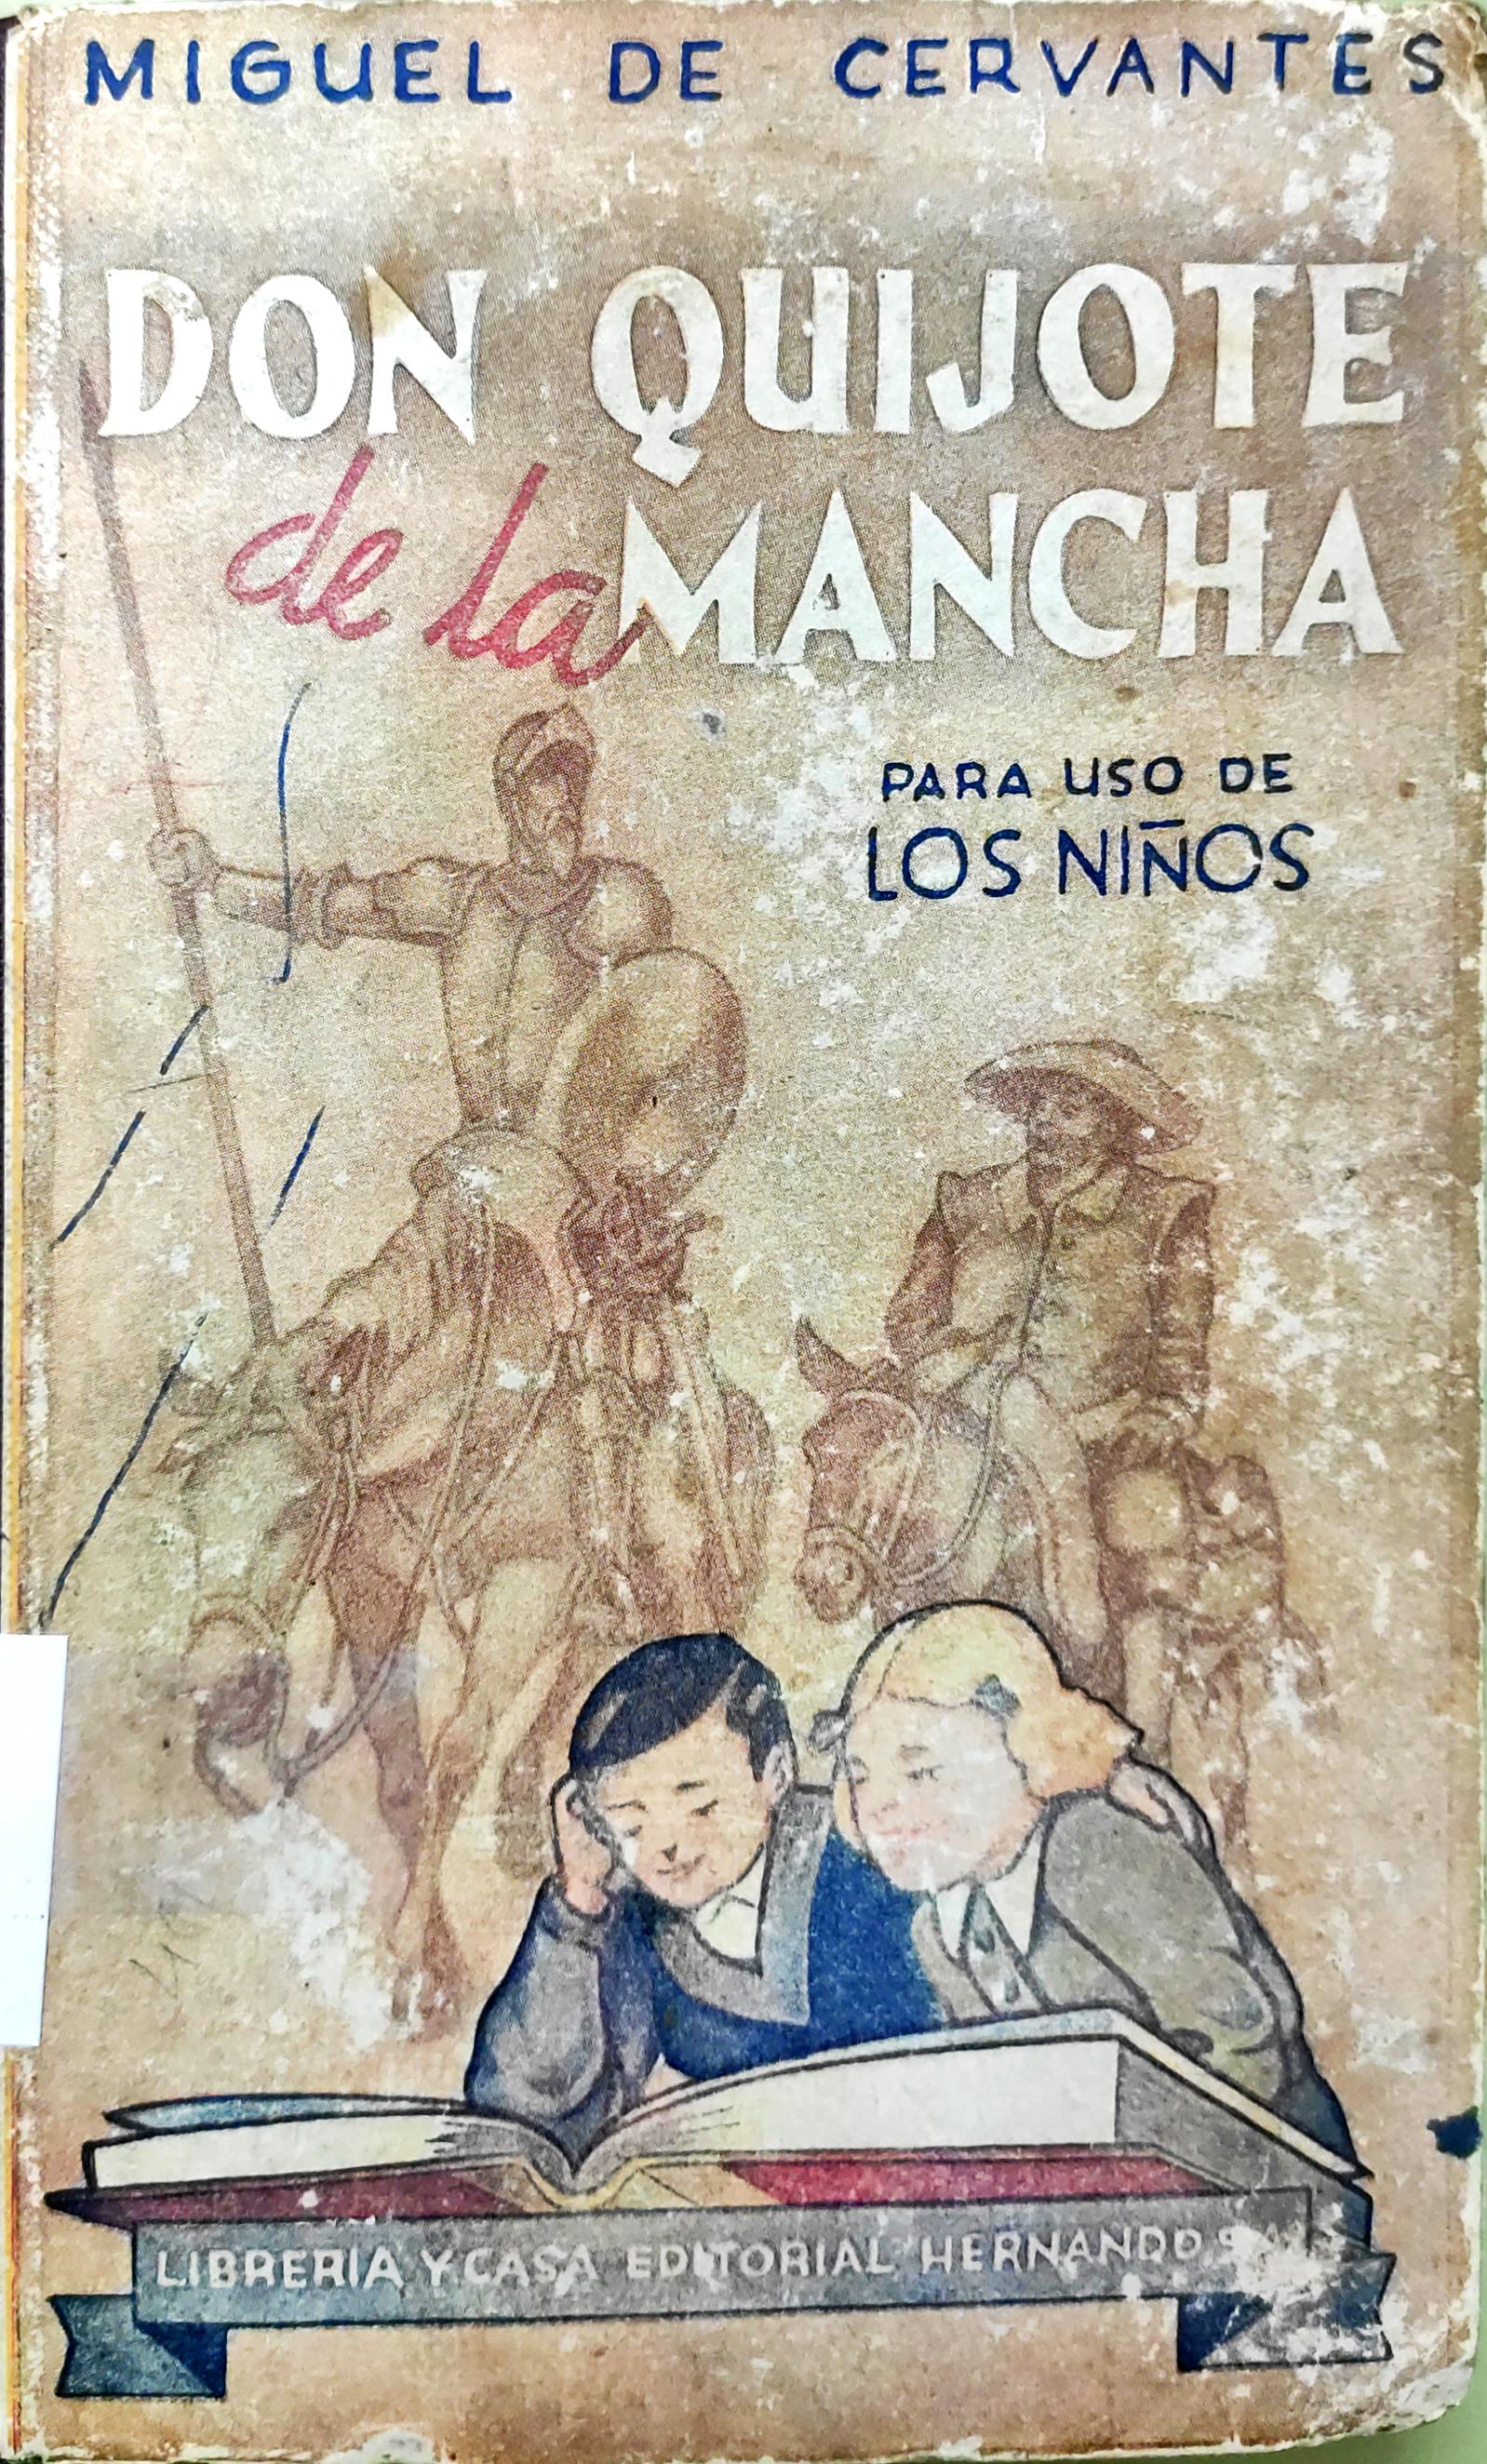 MIGUEL DE CERVANTES
DON QUIJOTE
de la MANCHA
PARA USO DE
LOS NIÑOS
LIBRERIA Y CASA EDITORIAL HERNANDO S.A.